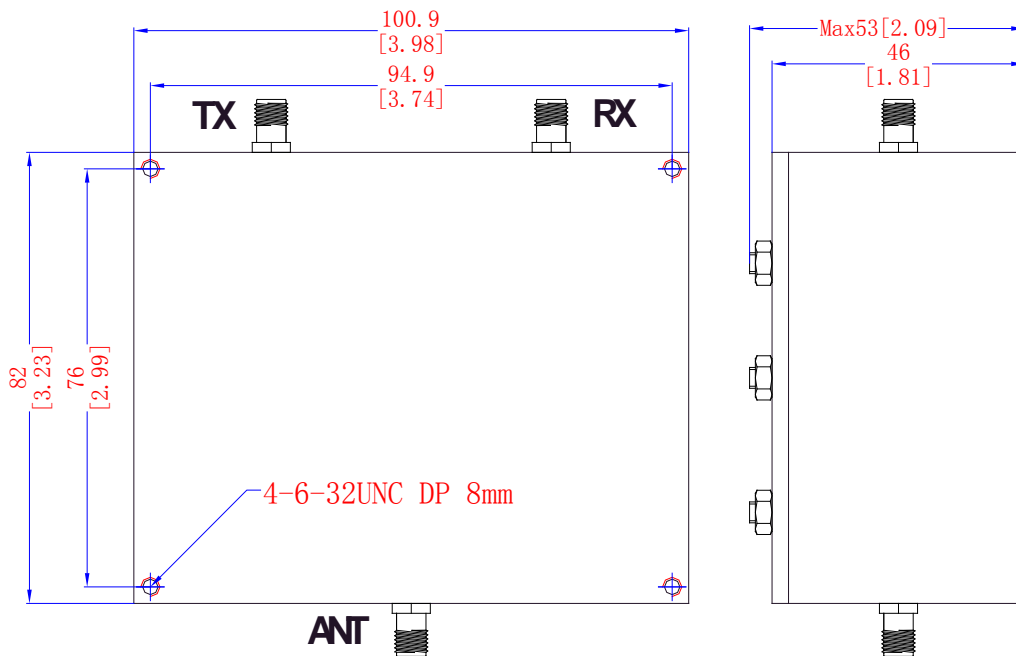 100.9
[3.98]
94.9
[3.74]
TX
RX
Max53[2.09]
46
[1.81]
82
[3.23]
76
[2.99]
4-6-32UNC DP 8mm
ANT